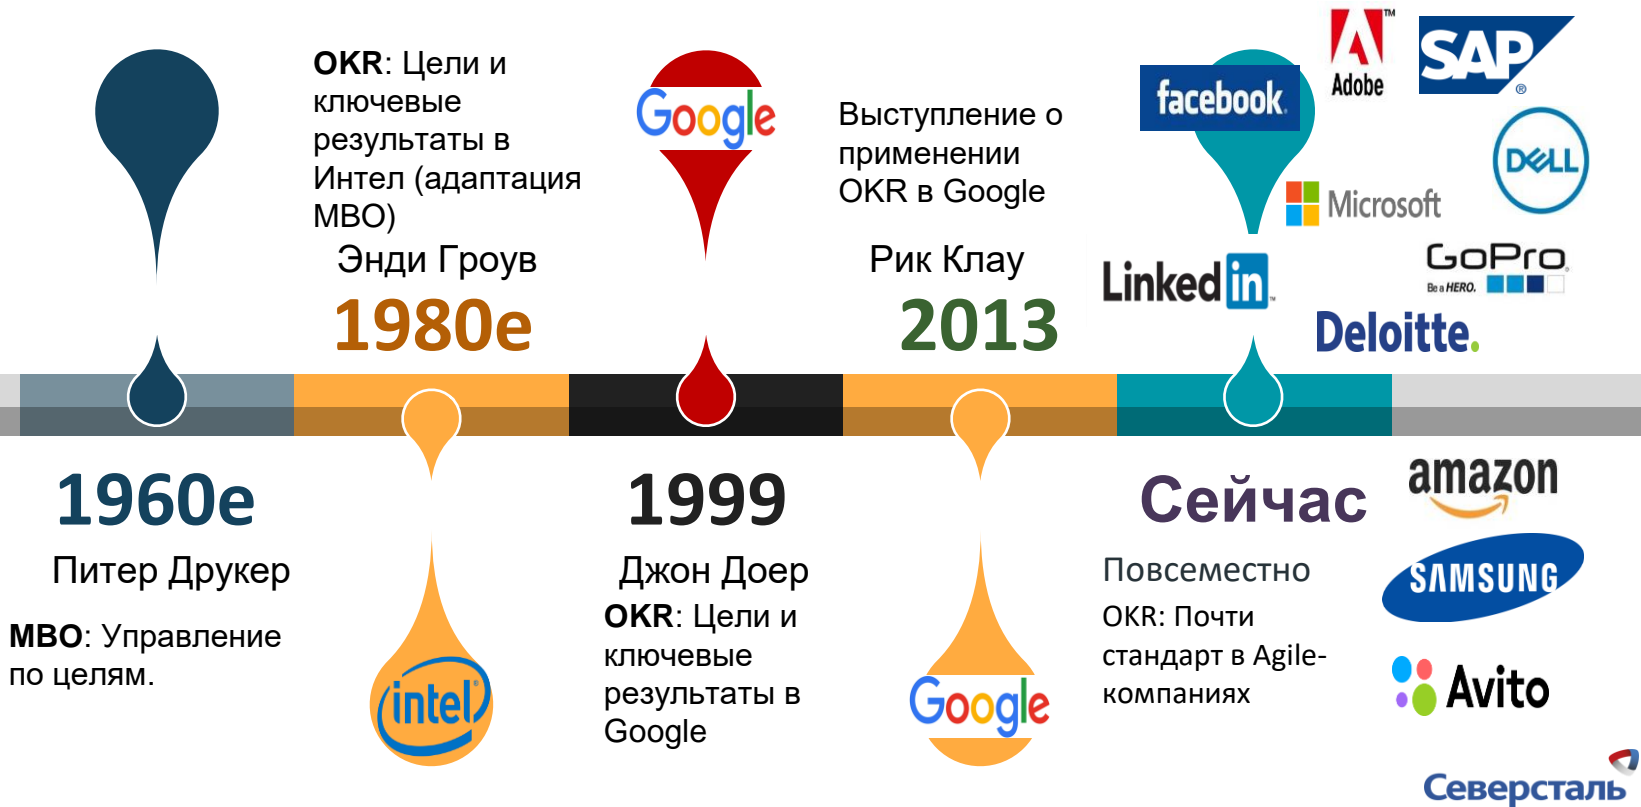 OKR: Цели и
ключевые
результаты в
Интел (адаптация
MBO)
Энди Гроув
1980е
Google
Выступление о
применении
OKR в Google
Рик Клау
2013
facebook.
Adobe™
SAP®
DELL
Microsoft
LinkedIn™
GoPro
Be a HERO.
Deloitte.
1960е
Питер Друкер
MBO: Управление
по целям.
intel®
1999
Джон Доер
OKR: Цели и
ключевые
результаты в
Google
Google
Сейчас
Повсеместно
OKR: Почти
стандарт в Agile-
компаниях
amazon
SAMSUNG
Avito
Северсталь